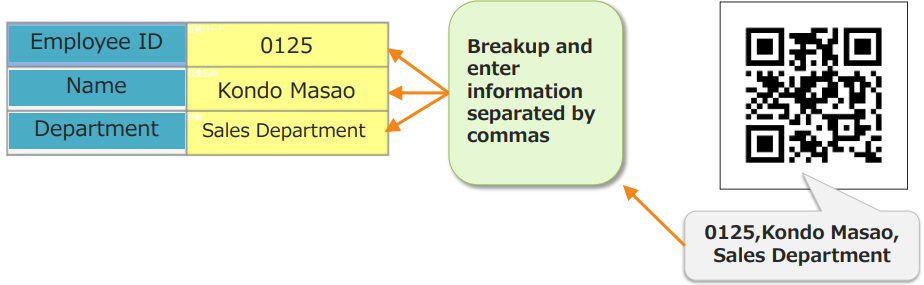 Employee ID
0125
Name
Kondo Masao
Department
Sales Department
Breakup and
enter
information
separated by
commas
0125,Kondo Masao,
Sales Department